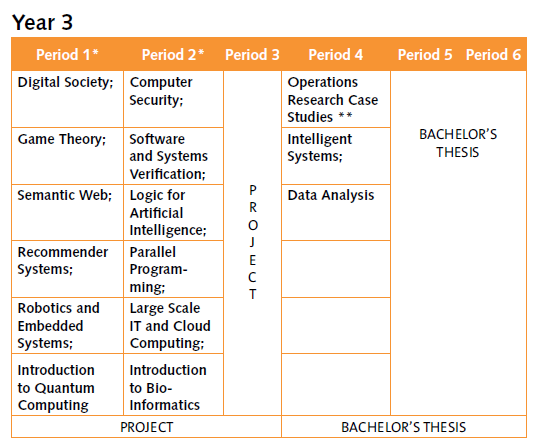 Year 3
Period 1*
Period 2*
Period 3
Period 4
Period 5
Period 6
Digital Society;
Computer
Security;
Operations
Research Case
Studies **
Game Theory;
Software
and Systems
Verification;
Intelligent
Systems;
BACHELOR'S
THESIS
Semantic Web;
Logic for
Artificial
Intelligence;
PROJECT
Data Analysis
Recommender
Systems;
Parallel
Program-
ming;
Robotics and
Embedded
Systems;
Large Scale
IT and Cloud
Computing;
Introduction
to Quantum
Computing
Introduction
to Bio-
Informatics
PROJECT
BACHELOR'S THESIS